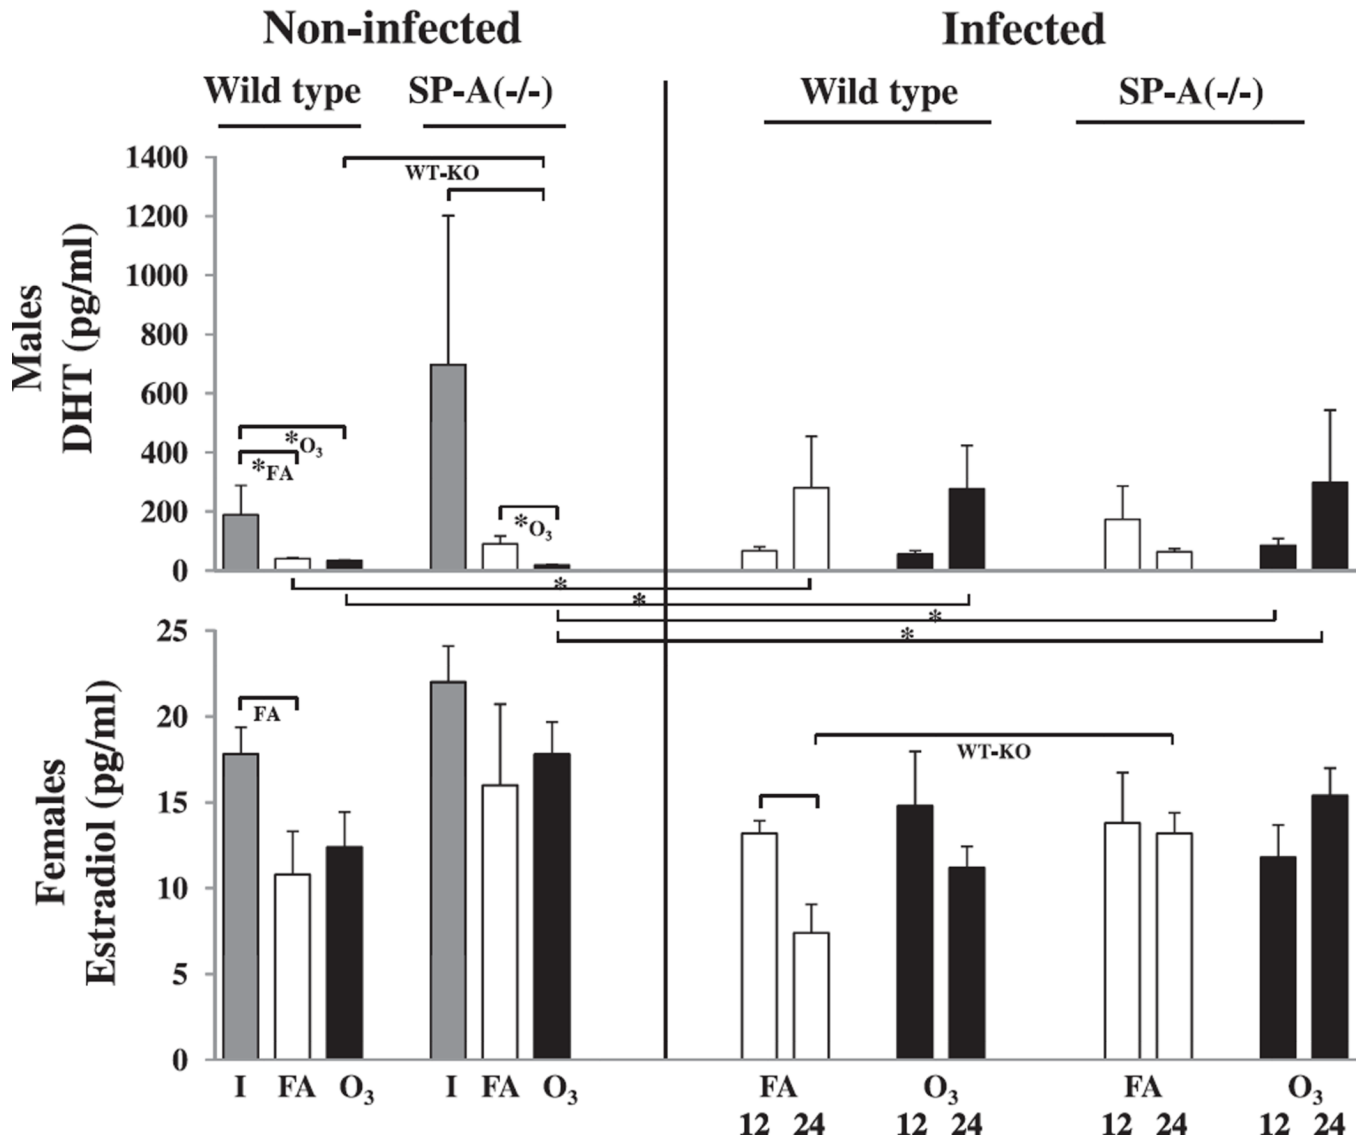 Non-infected Infected
Wild type SP-A(-/-) Wild type SP-A(-/-)
Males
DHT (pg/ml)
1400
1200
1000
800
600
400
200
0
WT-KO
*O₃
*FA
*O₃
*
*
*
*
Females
Estradiol (pg/ml)
25
20
15
10
5
0
FA
WT-KO
I FA O₃ I FA O₃ FA O₃ FA O₃
12 24 12 24 12 24 12 24